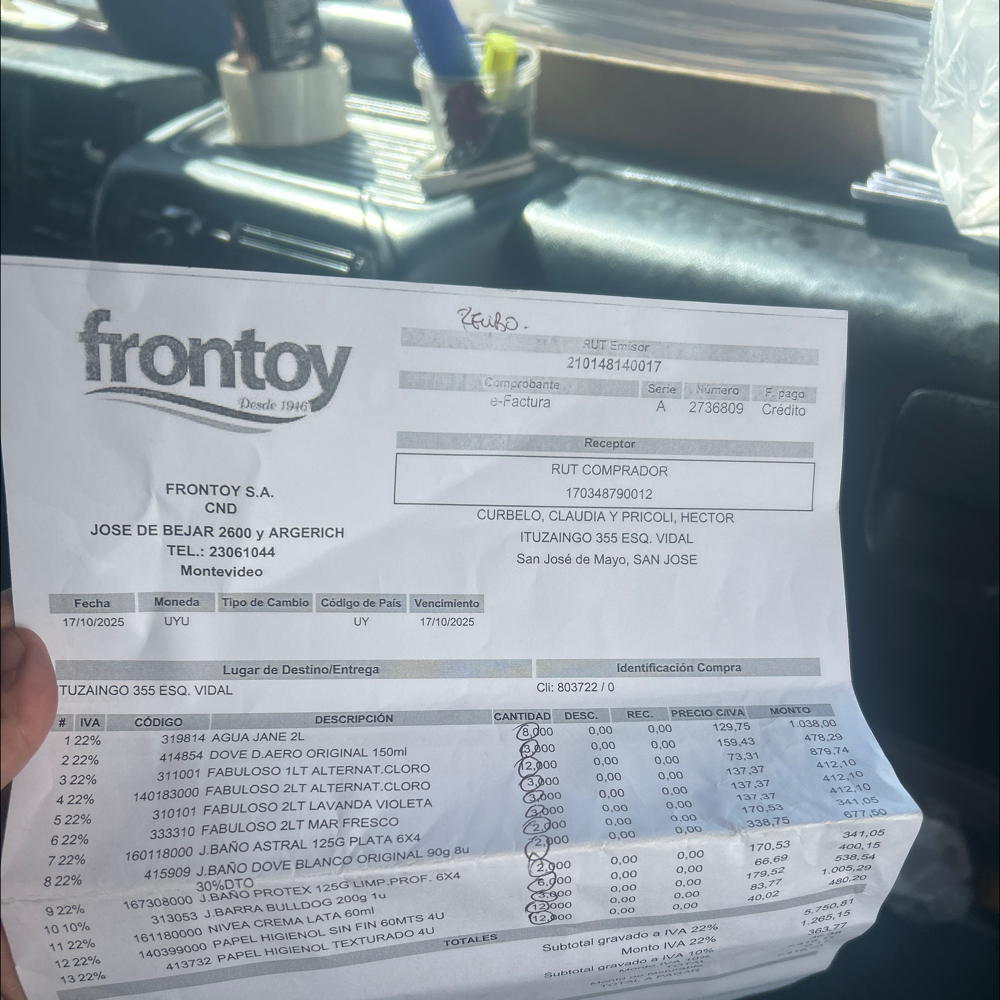 frontoy
Desde 1946
RECIBO.
RUT Emisor
210148140017
Comprobante Serie Número F. pago
e-Factura A 2736809 Crédito
Receptor
RUT COMPRADOR
170348790012
CURBELO, CLAUDIA Y PRICOLI, HECTOR
ITUZAINGO 355 ESQ. VIDAL
San José de Mayo, SAN JOSE
FRONTOY S.A.
CND
JOSE DE BEJAR 2600 y ARGERICH
TEL.: 23061044
Montevideo
Fecha Moneda Tipo de Cambio Código de País Vencimiento
17/10/2025 UYU UY 17/10/2025
Lugar de Destino/Entrega Identificación Compra
TUZAINGO 355 ESQ. VIDAL Cli: 803722 / 0
# IVA CÓDIGO DESCRIPCIÓN CANTIDAD DESC. REC. PRECIO C/IVA MONTO
1 22% 319814 AGUA JANE 2L 8,000 0,00 0,00 129,75 1.038,00
2 22% 414854 DOVE D.AERO ORIGINAL 150ml 3,000 0,00 0,00 159,43 478,29
3 22% 311001 FABULOSO 1LT ALTERNAT.CLORO 12,000 0,00 0,00 73,31 879,74
4 22% 140183000 FABULOSO 2LT ALTERNAT.CLORO 3,000 0,00 0,00 137,37 412,10
5 22% 310101 FABULOSO 2LT LAVANDA VIOLETA 3,000 0,00 0,00 137,37 412,10
6 22% 333310 FABULOSO 2LT MAR FRESCO 3,000 0,00 0,00 137,37 412,10
7 22% 160118000 J.BAÑO ASTRAL 125G PLATA 6X4 2,000 0,00 0,00 170,53 341,05
8 22% 415909 J.BAÑO DOVE BLANCO ORIGINAL 90g 8u 2,000 0,00 0,00 338,75 677,50
30%DTO
9 22% 167308000 J.BAÑO PROTEX 125G LIMP.PROF. 6X4 2,000 0,00 0,00 170,53 341,05
10 10% 313053 J.BARRA BULLDOG 200g 1u 6,000 0,00 0,00 66,69 400,15
11 22% 161180000 NIVEA CREMA LATA 60ml 3,000 0,00 0,00 179,52 538,54
12 22% 140399000 PAPEL HIGIENOL SIN FIN 60MTS 4U 12,000 0,00 0,00 83,77 1.005,29
13 22% 413732 PAPEL HIGIENOL TEXTURADO 4U 12,000 0,00 0,00 40,02 480,20
TOTALES
Subtotal gravado a IVA 22% 5.750,81
Monto IVA 22% 1.265,15
Subtotal gravado a IVA 10% 363,77
Monto IVA 10%
TOTAL A PAGAR